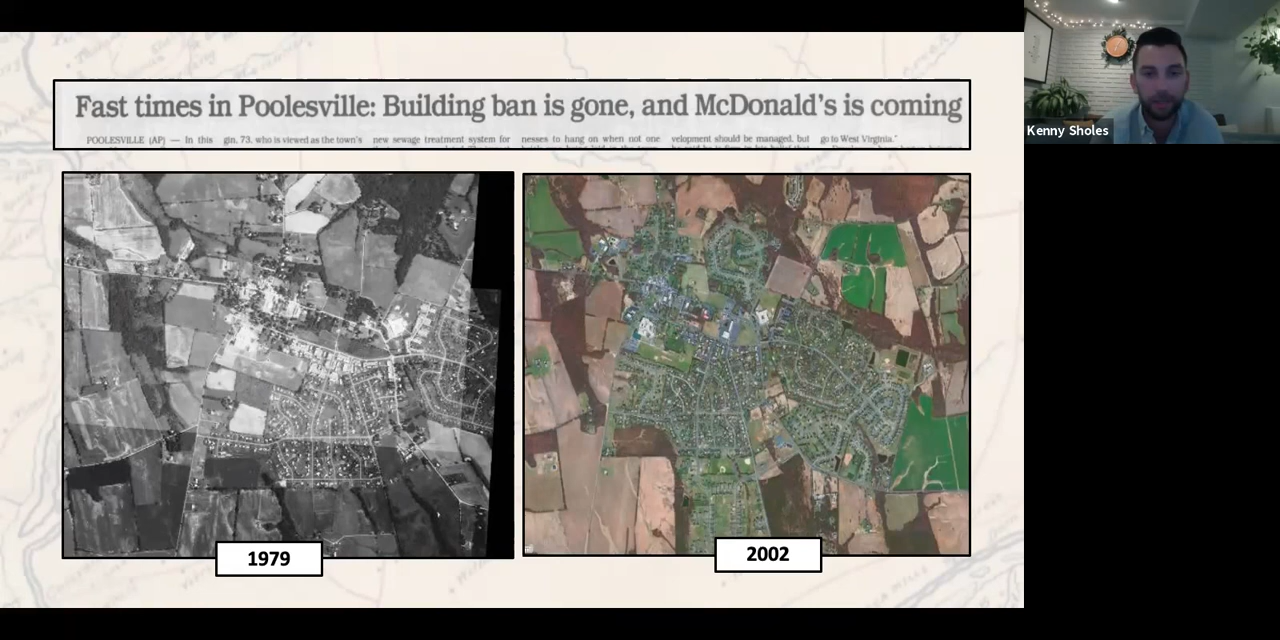 Fast times in Poolesville: Building ban is gone, and McDonald's is coming
POOLESVILLE (AP) — In this gin, 73, who is viewed as the town's new sewage treatment system for nesses to hang on when not one velopment should be managed, but go to West Virginia."
Kenny Sholes
1979
2002